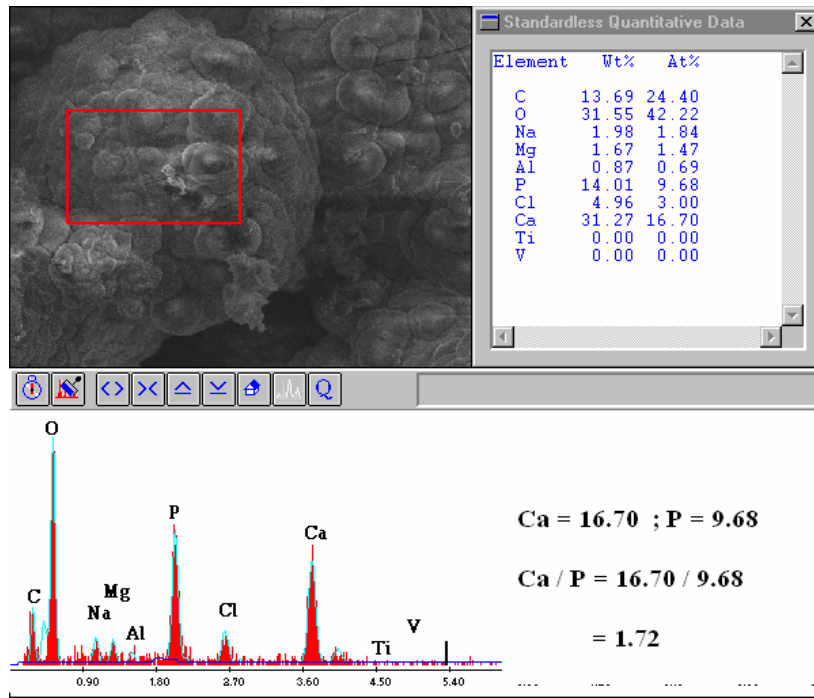 Standardless Quantitative Data
Element Wt% At%
C 13.69 24.40
O 31.55 42.22
Na 1.98 1.84
Mg 1.67 1.47
Al 0.87 0.69
P 14.01 9.68
Cl 4.96 3.00
Ca 31.27 16.70
Ti 0.00 0.00
V 0.00 0.00
Q
O
P
Ca
C
Na
Mg
Al
Cl
Ti
V
0.90 1.80 2.70 3.60 4.50 5.40
Ca = 16.70 ; P = 9.68
Ca / P = 16.70 / 9.68
= 1.72